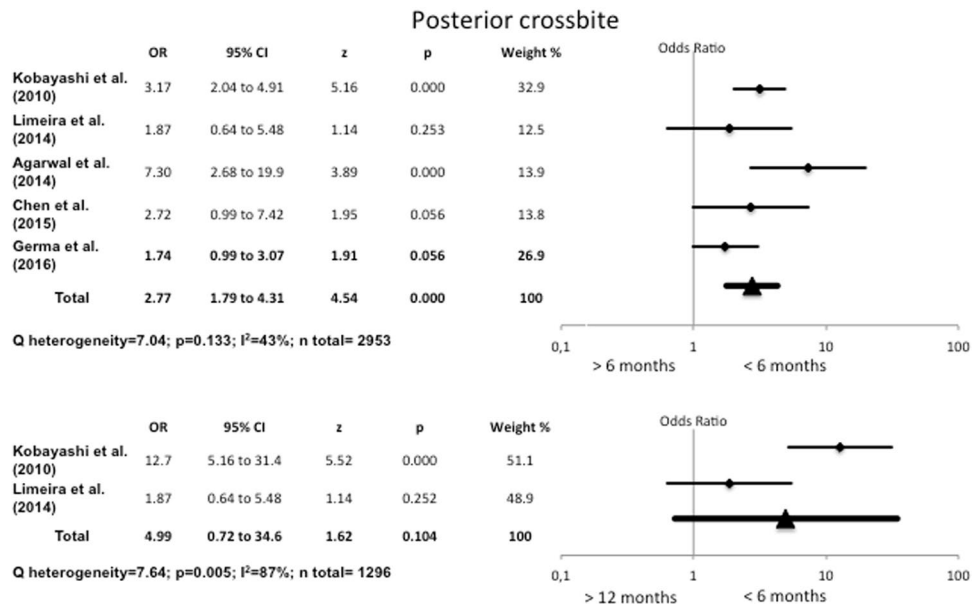 Posterior crossbite
OR 95% CI z p Weight % Odds Ratio
Kobayashi et al. (2010) 3.17 2.04 to 4.91 5.16 0.000 32.9
Limeira et al. (2014) 1.87 0.64 to 5.48 1.14 0.253 12.5
Agarwal et al. (2014) 7.30 2.68 to 19.9 3.89 0.000 13.9
Chen et al. (2015) 2.72 0.99 to 7.42 1.95 0.056 13.8
Germa et al. (2016) 1.74 0.99 to 3.07 1.91 0.056 26.9
Total 2.77 1.79 to 4.31 4.54 0.000 100
Q heterogeneity=7.04; p=0.133; I²=43%; n total= 2953
0,1 1 10 100
> 6 months < 6 months
OR 95% CI z p Weight % Odds Ratio
Kobayashi et al. (2010) 12.7 5.16 to 31.4 5.52 0.000 51.1
Limeira et al. (2014) 1.87 0.64 to 5.48 1.14 0.252 48.9
Total 4.99 0.72 to 34.6 1.62 0.104 100
Q heterogeneity=7.64; p=0.005; I²=87%; n total= 1296
0,1 1 10 100
> 12 months < 6 months